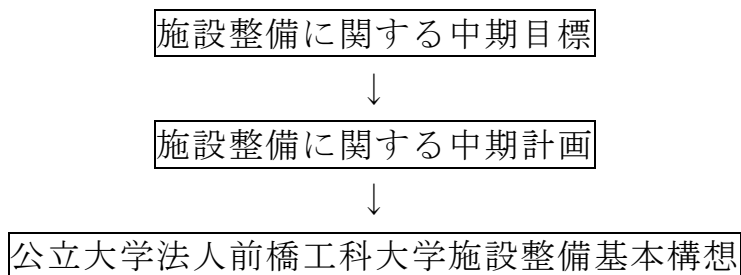 施設整備に関する中期目標
↓
施設整備に関する中期計画
↓
公立大学法人前橋工科大学施設整備基本構想